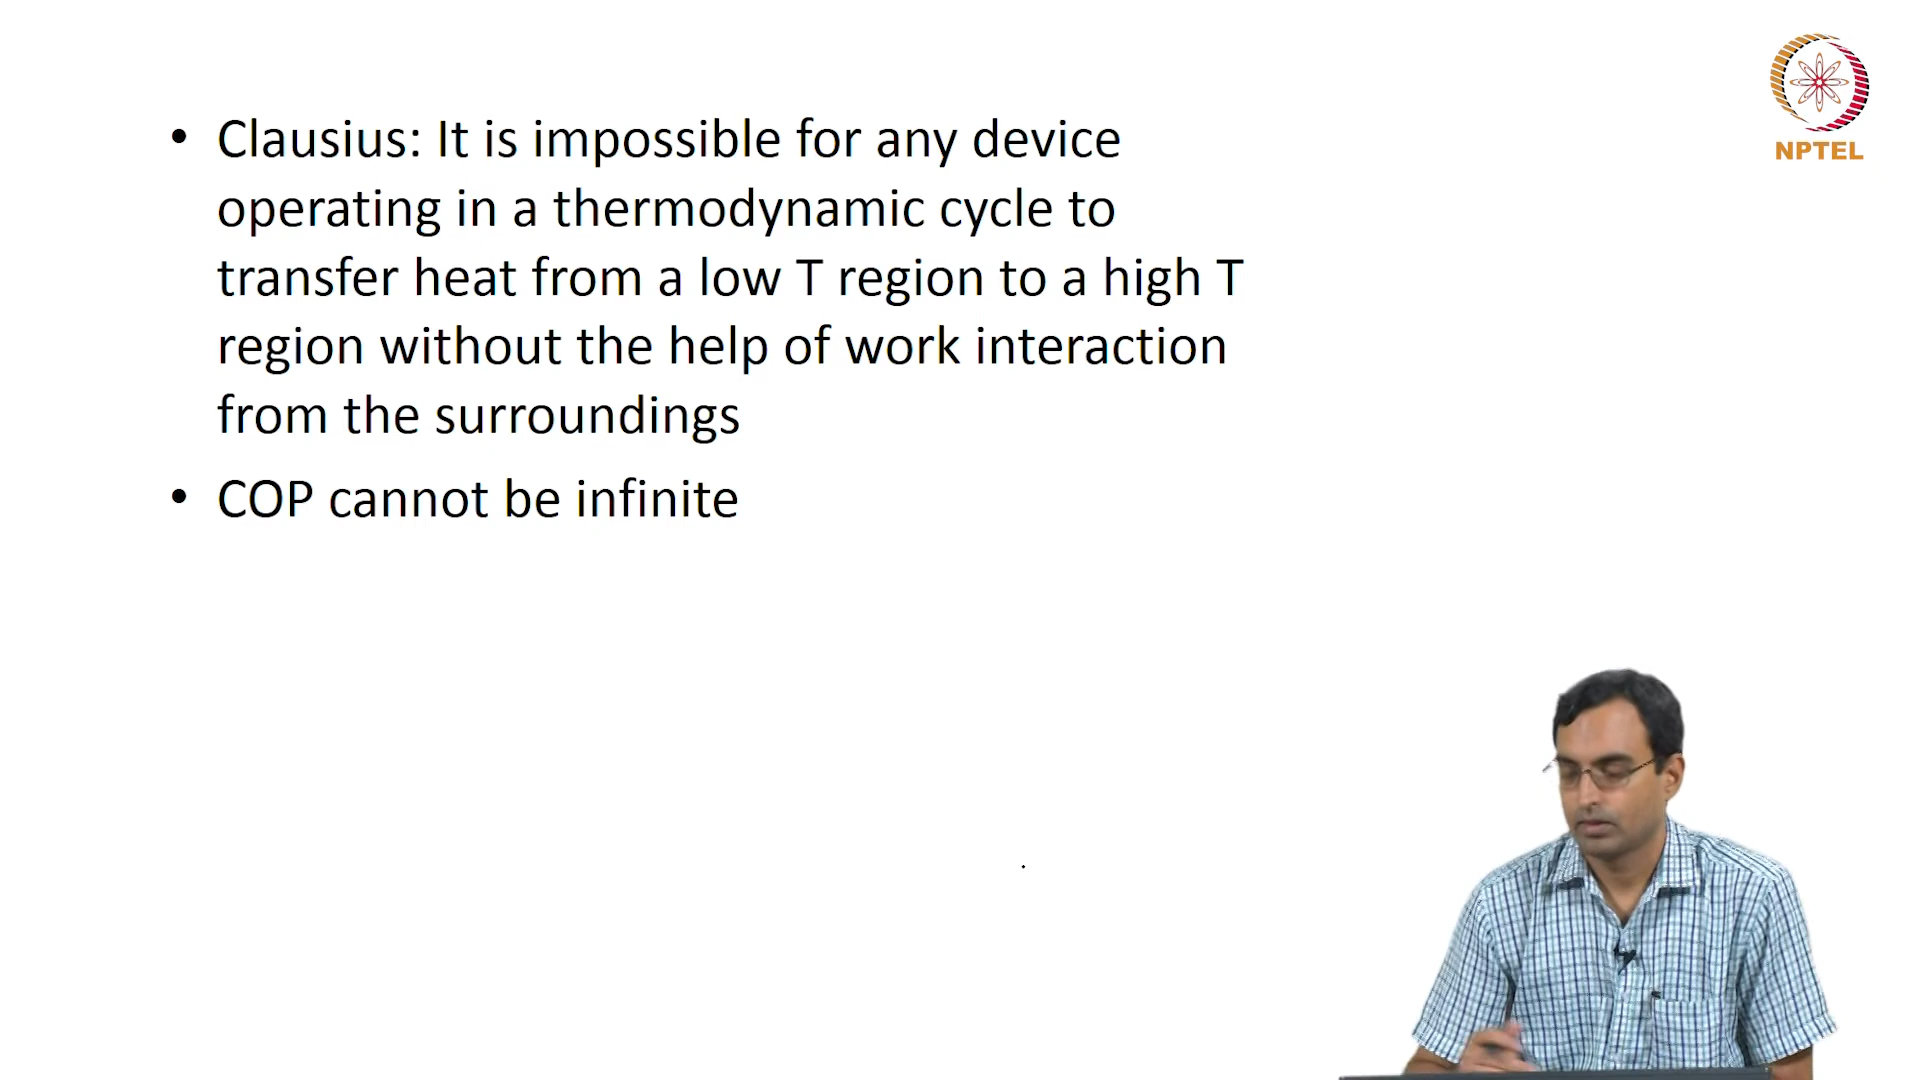 • Clausius: It is impossible for any device
operating in a thermodynamic cycle to
transfer heat from a low T region to a high T
region without the help of work interaction
from the surroundings
• COP cannot be infinite
NPTEL